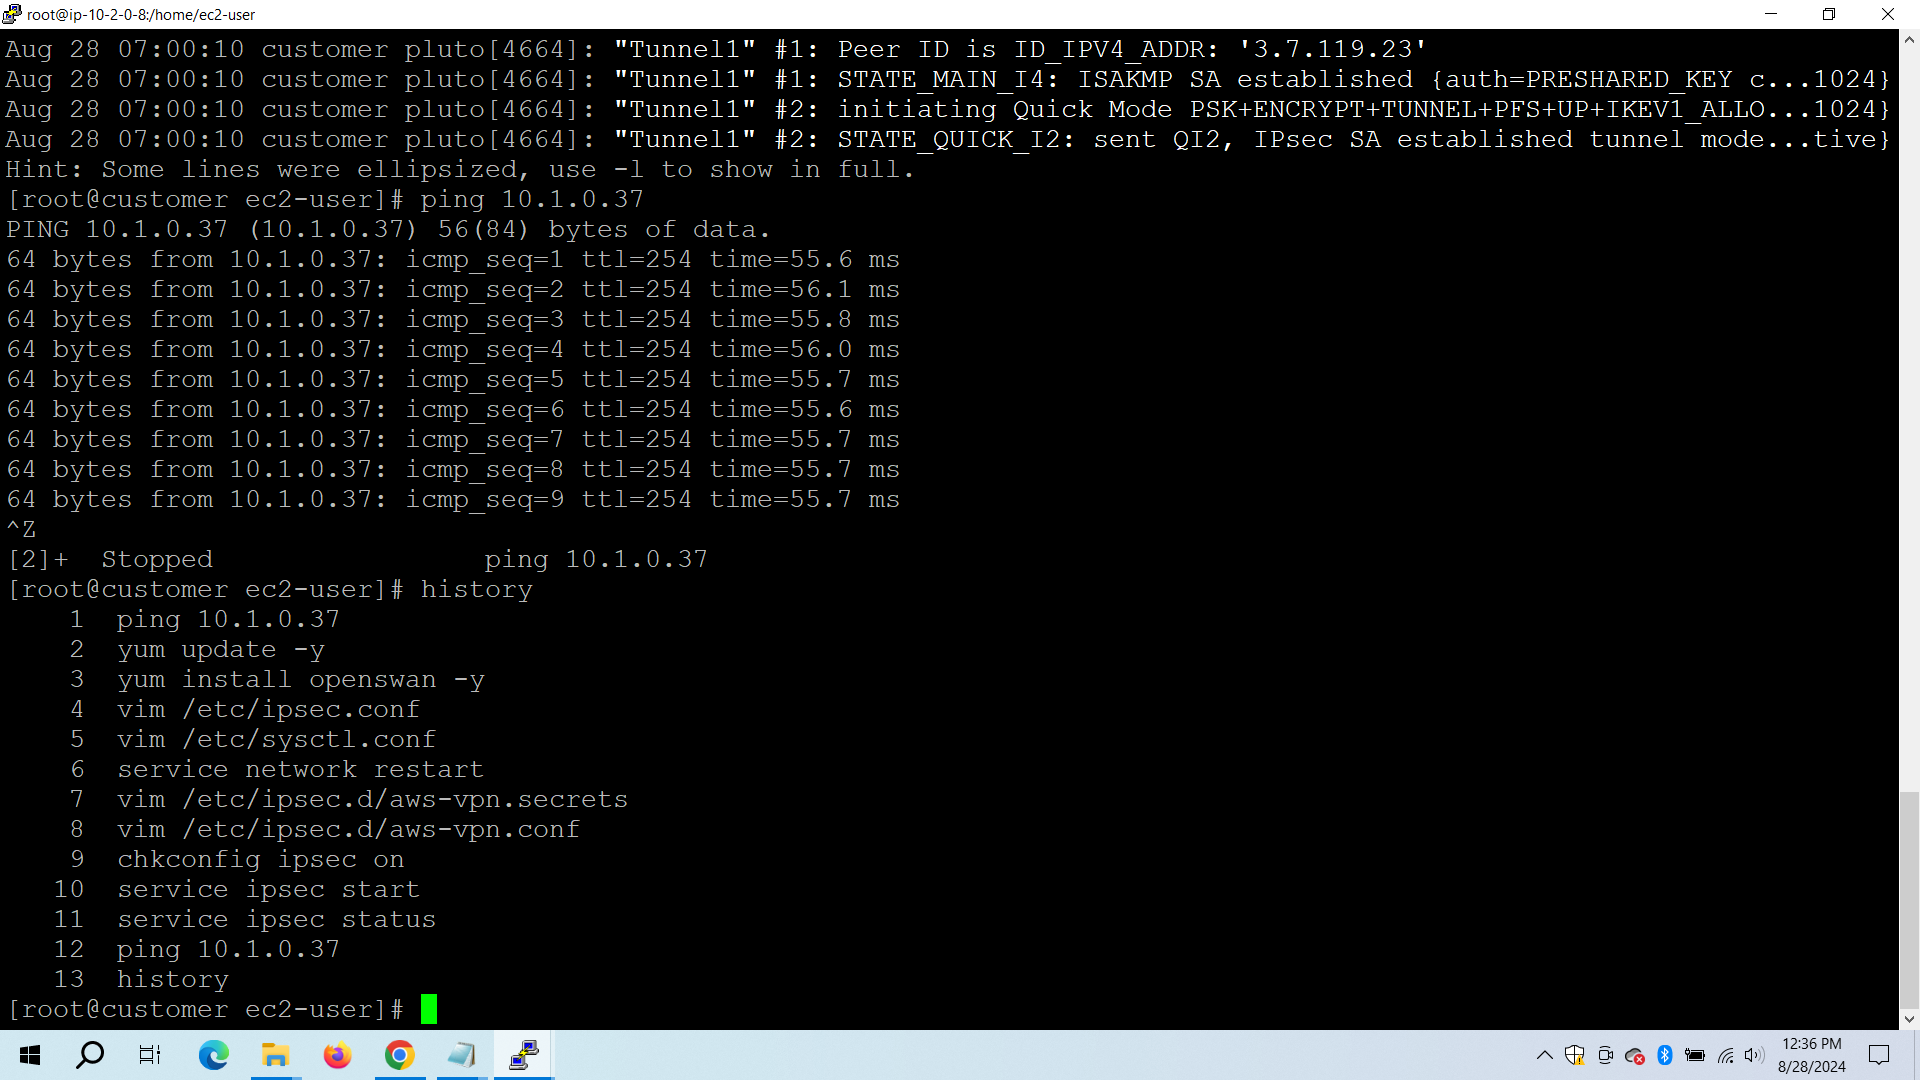 root@ip-10-2-0-8:/home/ec2-user
Aug 28 07:00:10 customer pluto[4664]: "Tunnel1" #1: Peer ID is ID_IPV4_ADDR: '3.7.119.23'
Aug 28 07:00:10 customer pluto[4664]: "Tunnel1" #1: STATE_MAIN_I4: ISAKMP SA established {auth=PRESHARED_KEY c...1024}
Aug 28 07:00:10 customer pluto[4664]: "Tunnel1" #2: initiating Quick Mode PSK+ENCRYPT+TUNNEL+PFS+UP+IKEV1_ALLO...1024}
Aug 28 07:00:10 customer pluto[4664]: "Tunnel1" #2: STATE_QUICK_I2: sent QI2, IPsec SA established tunnel mode...tive}
Hint: Some lines were ellipsized, use -l to show in full.
[root@customer ec2-user]# ping 10.1.0.37
PING 10.1.0.37 (10.1.0.37) 56(84) bytes of data.
64 bytes from 10.1.0.37: icmp_seq=1 ttl=254 time=55.6 ms
64 bytes from 10.1.0.37: icmp_seq=2 ttl=254 time=56.1 ms
64 bytes from 10.1.0.37: icmp_seq=3 ttl=254 time=55.8 ms
64 bytes from 10.1.0.37: icmp_seq=4 ttl=254 time=56.0 ms
64 bytes from 10.1.0.37: icmp_seq=5 ttl=254 time=55.7 ms
64 bytes from 10.1.0.37: icmp_seq=6 ttl=254 time=55.6 ms
64 bytes from 10.1.0.37: icmp_seq=7 ttl=254 time=55.7 ms
64 bytes from 10.1.0.37: icmp_seq=8 ttl=254 time=55.7 ms
64 bytes from 10.1.0.37: icmp_seq=9 ttl=254 time=55.7 ms
^Z
[2]+  Stopped                 ping 10.1.0.37
[root@customer ec2-user]# history
    1  ping 10.1.0.37
    2  yum update -y
    3  yum install openswan -y
    4  vim /etc/ipsec.conf
    5  vim /etc/sysctl.conf
    6  service network restart
    7  vim /etc/ipsec.d/aws-vpn.secrets
    8  vim /etc/ipsec.d/aws-vpn.conf
    9  chkconfig ipsec on
   10  service ipsec start
   11  service ipsec status
   12  ping 10.1.0.37
   13  history
[root@customer ec2-user]#
12:36 PM
8/28/2024